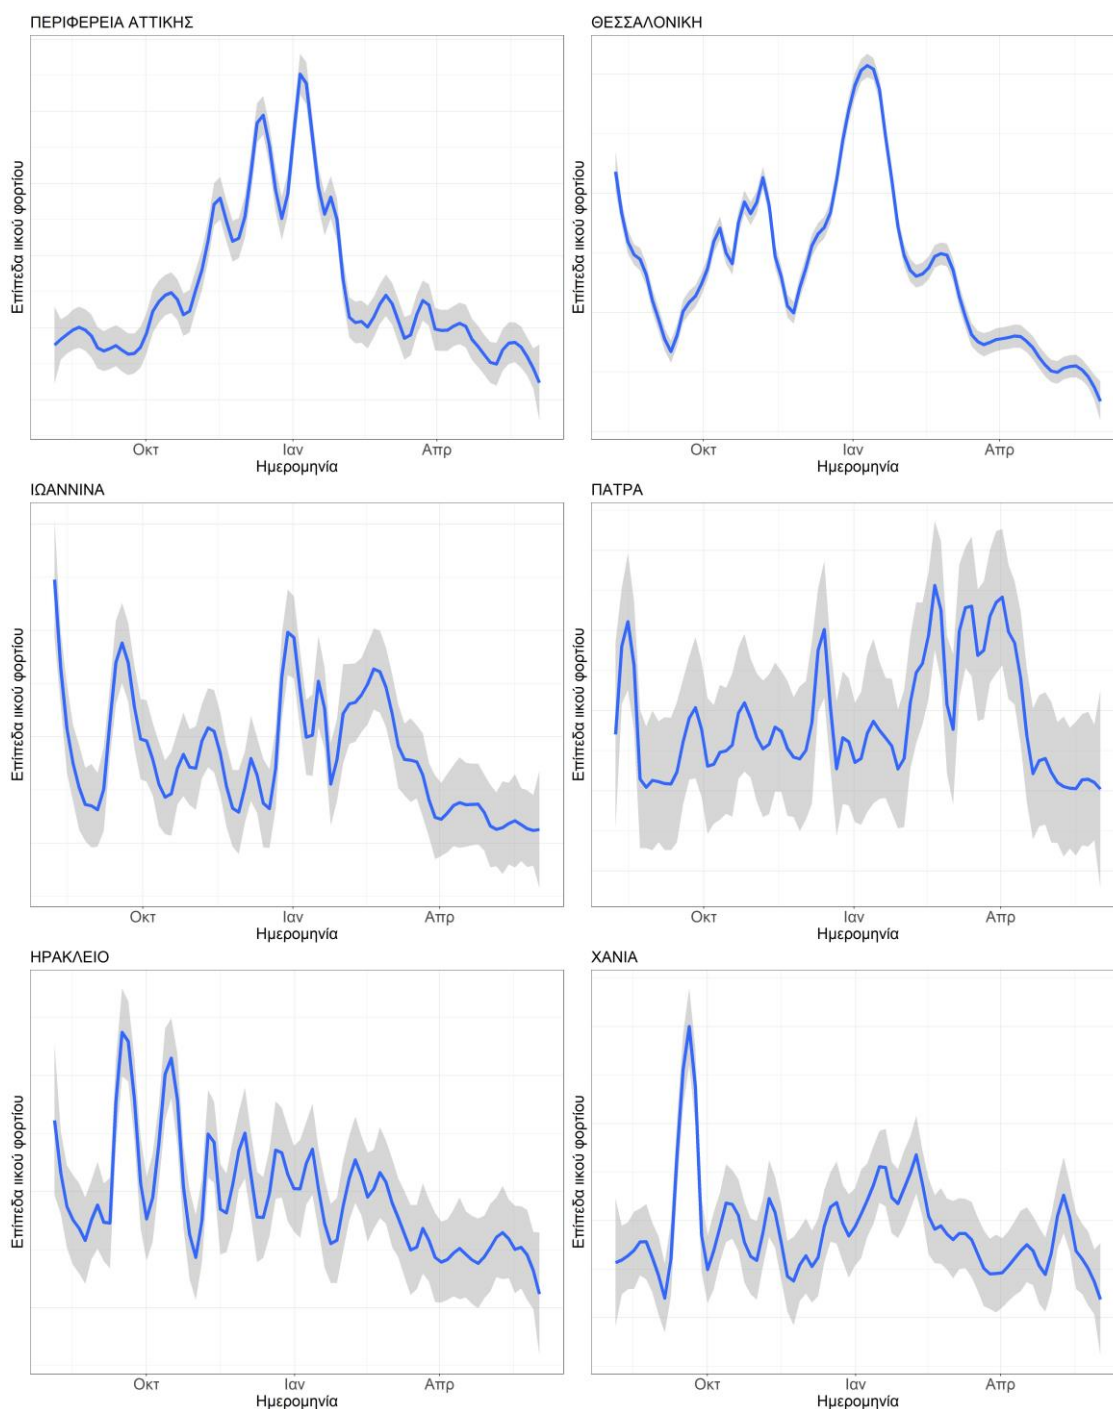 ΠΕΡΙΦΕΡΕΙΑ ΑΤΤΙΚΗΣ
Επίπεδα ιικού φορτίου
Οκτ Ιαν Απρ
Ημερομηνία
ΘΕΣΣΑΛΟΝΙΚΗ
Επίπεδα ιικού φορτίου
Οκτ Ιαν Απρ
Ημερομηνία
ΙΩΑΝΝΙΝΑ
Επίπεδα ιικού φορτίου
Οκτ Ιαν Απρ
Ημερομηνία
ΠΑΤΡΑ
Επίπεδα ιικού φορτίου
Οκτ Ιαν Απρ
Ημερομηνία
ΗΡΑΚΛΕΙΟ
Επίπεδα ιικού φορτίου
Οκτ Ιαν Απρ
Ημερομηνία
ΧΑΝΙΑ
Επίπεδα ιικού φορτίου
Οκτ Ιαν Απρ
Ημερομηνία